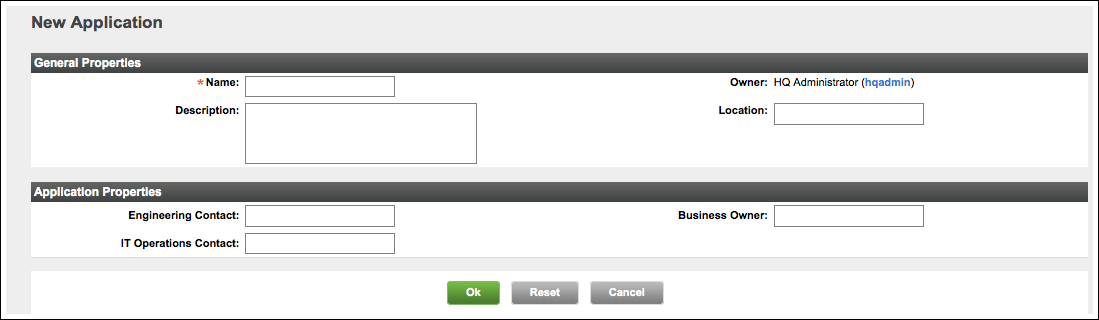 New Application
General Properties
*Name:
Owner: HQ Administrator (hqadmin)
Description:
Location:
Application Properties
Engineering Contact:
Business Owner:
IT Operations Contact:
Ok
Reset
Cancel